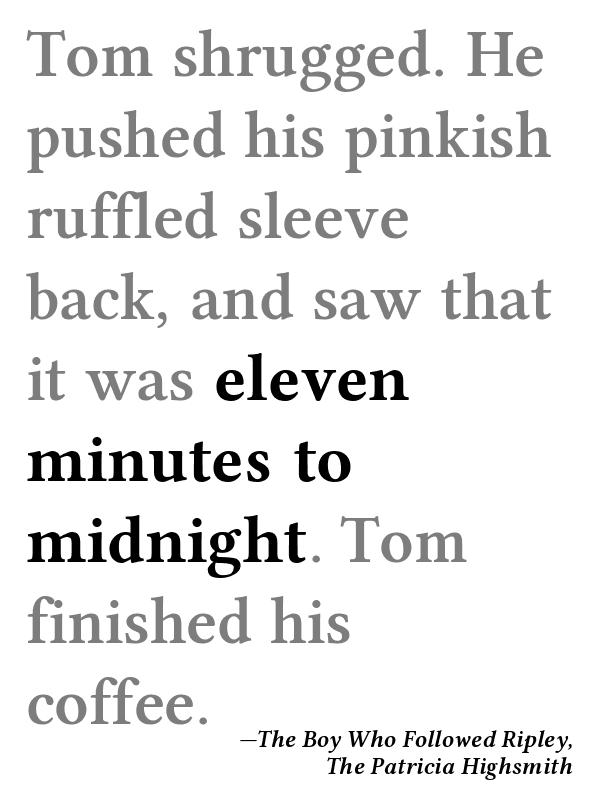 Tom shrugged. He
pushed his pinkish
ruffled sleeve
back, and saw that
it was eleven
minutes to
midnight. Tom
finished his
coffee.
—The Boy Who Followed Ripley,
The Patricia Highsmith